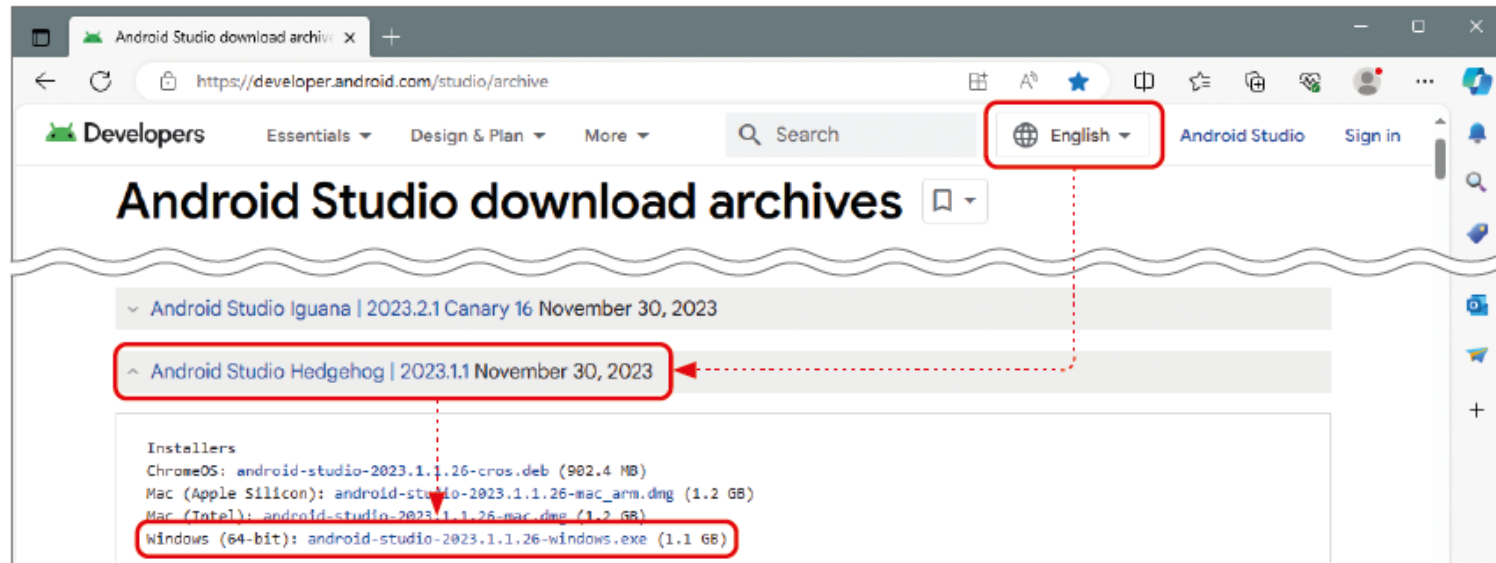 Android Studio download archiv
https://developer.android.com/studio/archive
Developers Essentials Design & Plan More Search English Android Studio Sign in
Android Studio download archives
Android Studio Iguana | 2023.2.1 Canary 16 November 30, 2023
Android Studio Hedgehog | 2023.1.1 November 30, 2023
Installers
ChromeOS: android-studio-2023.1.1.26-cros.deb (902.4 MB)
Mac (Apple Silicon): android-studio-2023.1.1.26-mac_arm.dmg (1.2 GB)
Mac (Intel): android-studio-2023.1.1.26-mac.dmg (1.2 GB)
Windows (64-bit): android-studio-2023.1.1.26-windows.exe (1.1 GB)